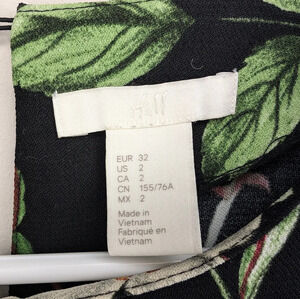 EUR 32
US 2
CA 2
CN 155/76A
MX 2
Made in
Vietnam
Fabriqué en
Vietnam